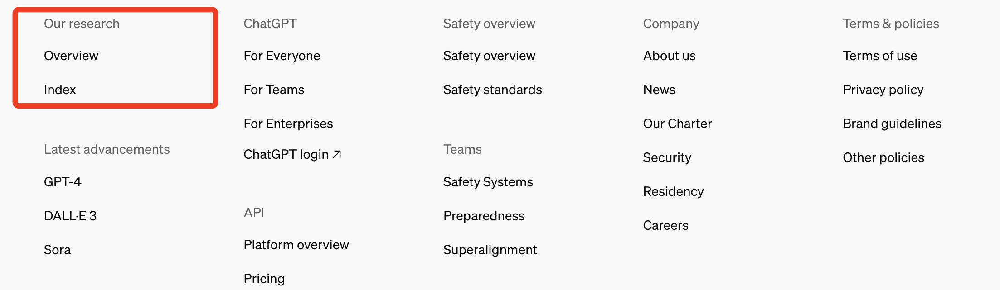 Our research
Overview
Index
Latest advancements
GPT-4
DALL·E 3
Sora
ChatGPT
For Everyone
For Teams
For Enterprises
ChatGPT login ↗
API
Platform overview
Pricing
Safety overview
Safety overview
Safety standards
Teams
Safety Systems
Preparedness
Superalignment
Company
About us
News
Our Charter
Security
Residency
Careers
Terms & policies
Terms of use
Privacy policy
Brand guidelines
Other policies